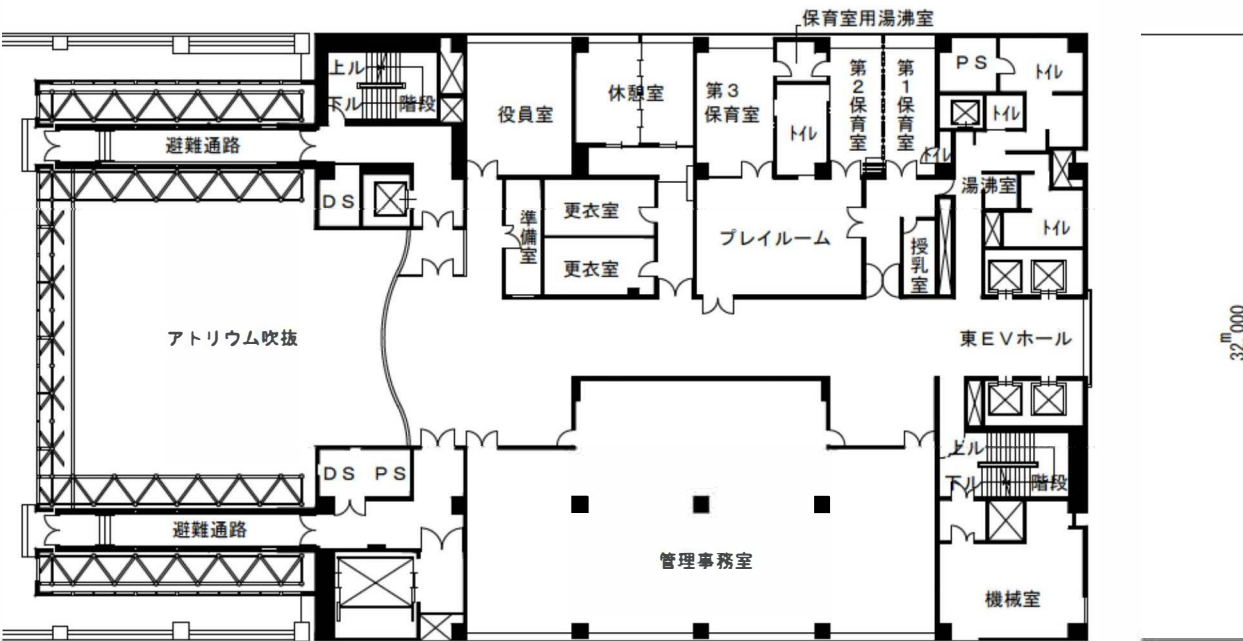 保育室用湯沸室
上ル
下ル
階段
役員室
休憩室
第3
保育室
トイレ
第2保育室
第1保育室
トイレ
PS
トイレ
トイレ
避難通路
DS
準備室
更衣室
更衣室
プレイルーム
授乳室
湯沸室
トイレ
アトリウム吹抜
東EVホール
32,000
m
DS PS
上ル
下ル
階段
避難通路
管理事務室
機械室